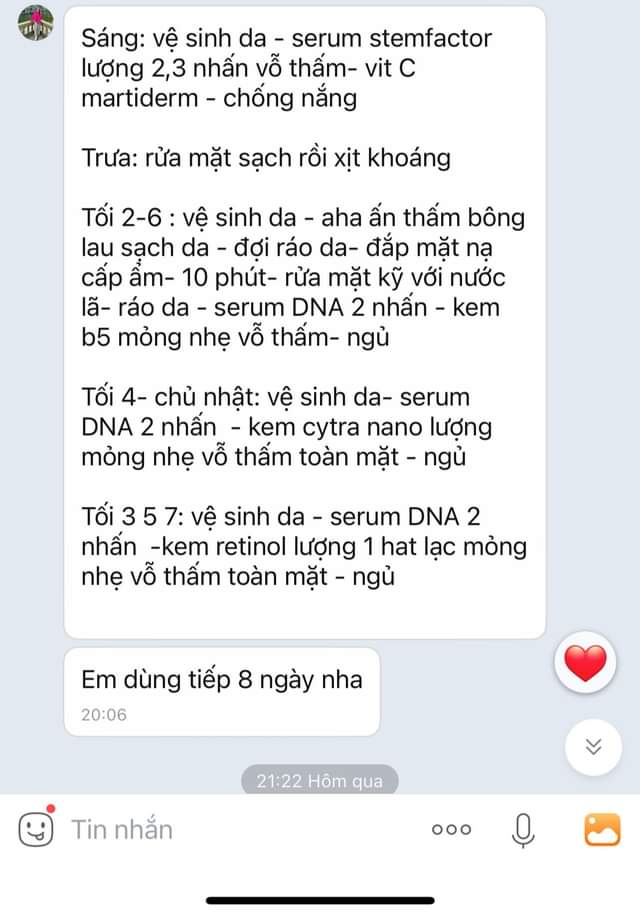 Sáng: vệ sinh da - serum stemfactor
lượng 2,3 nhấn vỗ thấm- vit C
martiderm - chống nắng
Trưa: rửa mặt sạch rồi xịt khoáng
Tối 2-6 : vệ sinh da - aha ấn thấm bông
lau sạch da - đợi ráo da- đắp mặt nạ
cấp ẩm- 10 phút- rửa mặt kỹ với nước
lã- ráo da - serum DNA 2 nhấn - kem
b5 mỏng nhẹ vỗ thấm- ngủ
Tối 4- chủ nhật: vệ sinh da- serum
DNA 2 nhấn  - kem cytra nano lượng
mỏng nhẹ vỗ thấm toàn mặt - ngủ
Tối 3 5 7: vệ sinh da - serum DNA 2
nhấn  -kem retinol lượng 1 hat lạc mỏng
nhẹ vỗ thấm toàn mặt - ngủ
Em dùng tiếp 8 ngày nha
20:06
21:22 Hôm qua
Tin nhắn